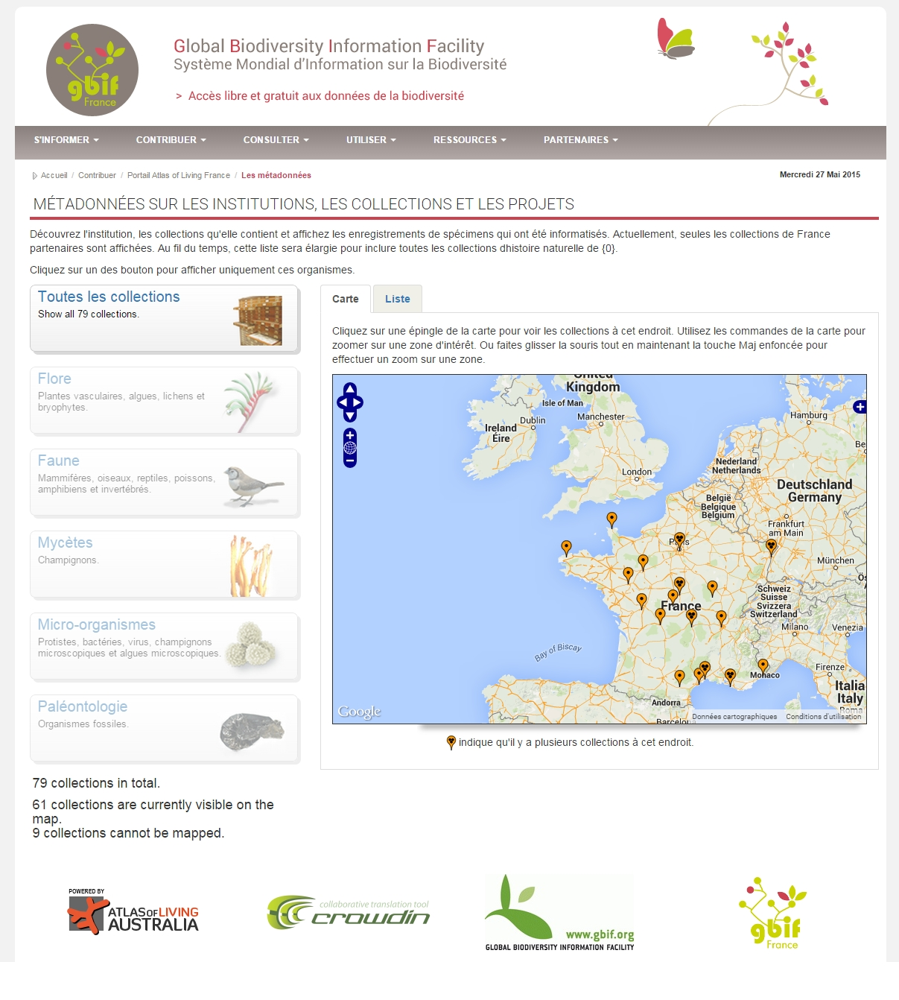 gbif
France
Global Biodiversity Information Facility
Système Mondial d'Information sur la Biodiversité
> Accès libre et gratuit aux données de la biodiversité
S'INFORMER CONTRIBUER CONSULTER UTILISER RESSOURCES PARTENAIRES
Accueil / Contribuer / Portail Atlas of Living France / Les métadonnées
Mercredi 27 Mai 2015
MÉTADONNÉES SUR LES INSTITUTIONS, LES COLLECTIONS ET LES PROJETS
Découvrez l'institution, les collections qu'elle contient et affichez les enregistrements de spécimens qui ont été informatisés. Actuellement, seules les collections de France
partenaires sont affichées. Au fil du temps, cette liste sera élargie pour inclure toutes les collections dhistoire naturelle de {0}.
Cliquez sur un des bouton pour afficher uniquement ces organismes.
Toutes les collections
Show all 79 collections.
Flore
Plantes vasculaires, algues, lichens et
bryophytes.
Faune
Mammifères, oiseaux, reptiles, poissons,
amphibiens et invertébrés.
Mycètes
Champignons.
Micro-organismes
Protistes, bactéries, virus, champignons
microscopiques et algues microscopiques.
Paléontologie
Organismes fossiles.
79 collections in total.
61 collections are currently visible on the
map.
9 collections cannot be mapped.
Carte
Liste
Cliquez sur une épingle de la carte pour voir les collections à cet endroit. Utilisez les commandes de la carte pour
zoomer sur une zone d'intérêt. Ou faites glisser la souris tout en maintenant la touche Maj enfoncée pour
effectuer un zoom sur une zone.
United
Kingdom
Isle of Man
Dublin
Manchester
Ireland
Éire
Hamburg
Be
London
Nederland
Netherlands
Deutschland
Germany
België
Belgique
Belgium
Frankfurt
am Main
Paris
München
Schweiz
Suisse
Svizzera
Switzerland
France
Milano
Venezia
Bay of Biscay
Monaco
Firenze
Italia
Italy
Roma
Andorra
Barcelona
Google
Données cartographiques
Conditions d'utilisation
indique qu'il y a plusieurs collections à cet endroit.
POWERED BY
ATLAS OF LIVING
AUSTRALIA
collaborative translation tool
crowdin
www.gbif.org
GLOBAL BIODIVERSITY INFORMATION FACILITY
gbif
France